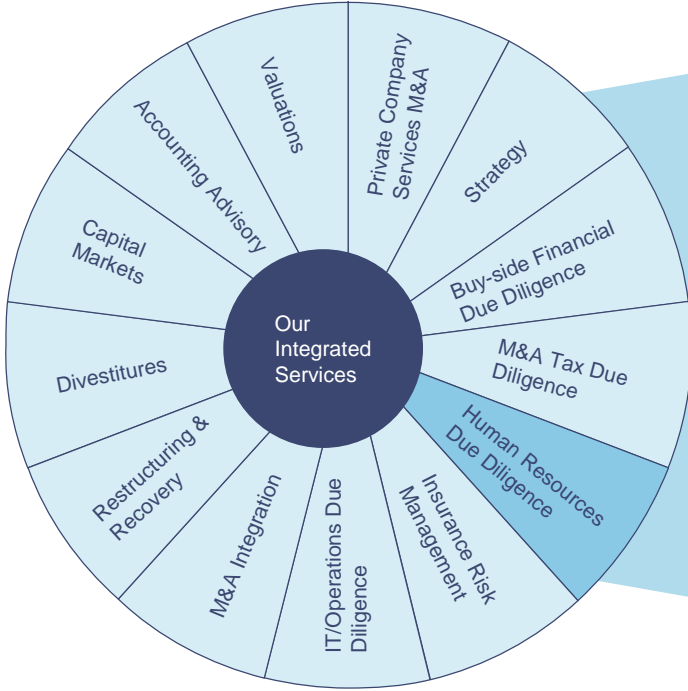 Our
Integrated
Services
Private Company
Services M&A
Strategy
Buy-side Financial
Due Diligence
M&A Tax Due
Diligence
Human Resources
Due Diligence
Insurance Risk
Management
IT/Operations Due
Diligence
M&A Integration
Restructuring &
Recovery
Divestitures
Capital
Markets
Accounting Advisory
Valuations